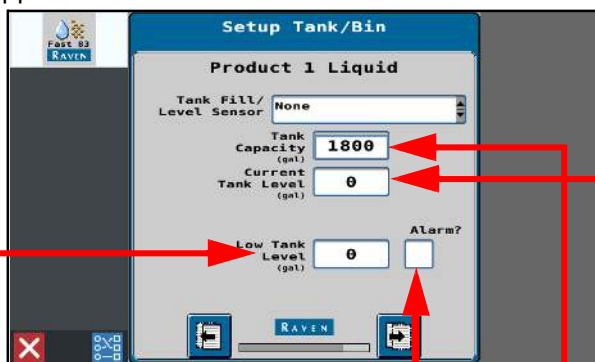 Setup Tank/Bin
Fast 83
RAVEN
Product 1 Liquid
Tank Fill/
Level Sensor
None
Tank
Capacity
(gal)
1800
Current
Tank Level
(gal)
0
Alarm?
Low Tank
Level
(gal)
0
RAVEN